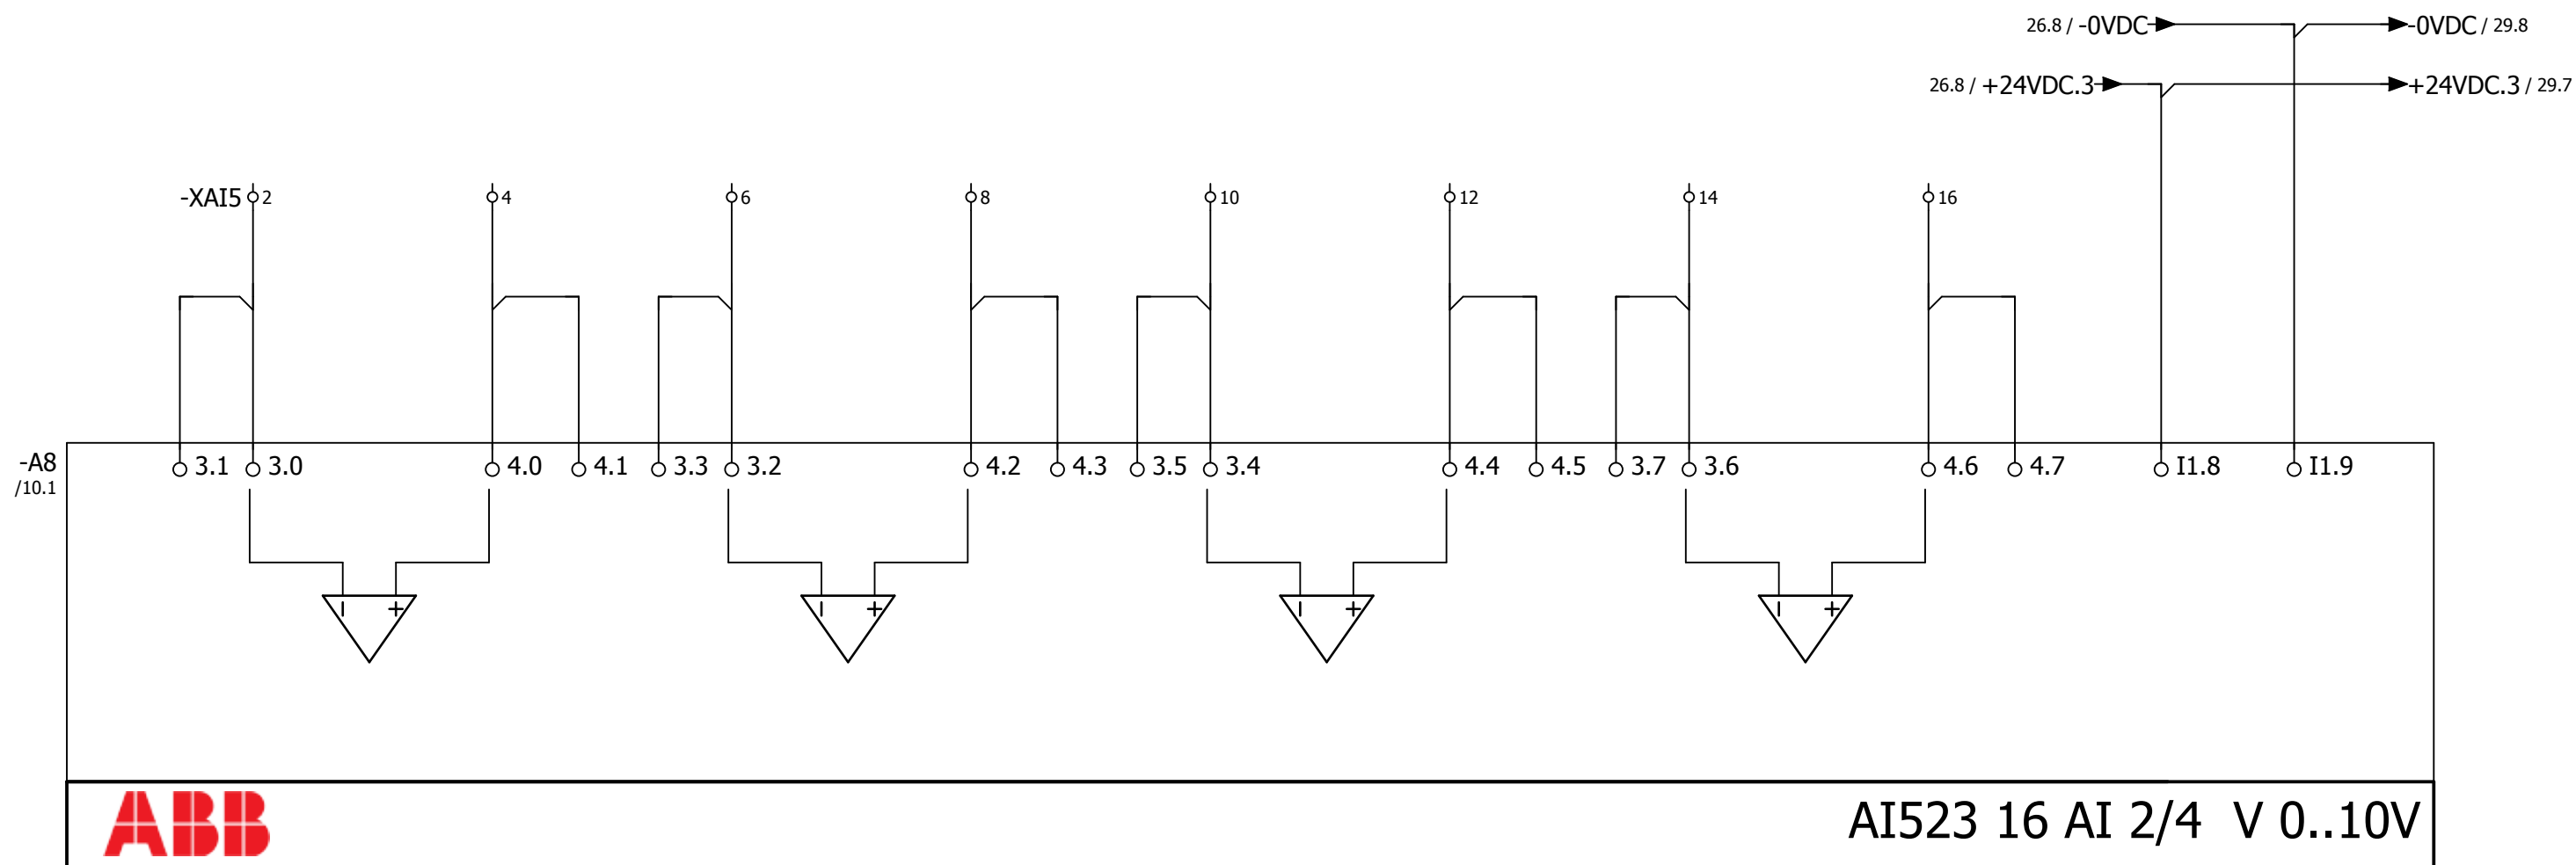 26.8 / -0VDC -0VDC / 29.8
26.8 / +24VDC.3 +24VDC.3 / 29.7
-XAI5 2 4 6 8 10 12 14 16
-A8 3.1 3.0 4.0 4.1 3.3 3.2 4.2 4.3 3.5 3.4 4.4 4.5 3.7 3.6 4.6 4.7 I1.8 I1.9
/10.1
- + - + - + - +
ABB AI523 16 AI 2/4 V 0..10V